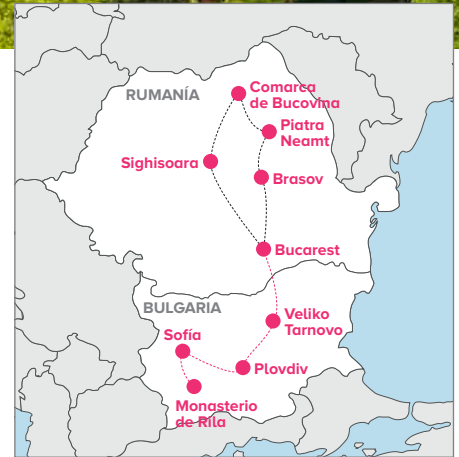 RUMANÍA
Comarca
de Bucovina
Piatra
Neamt
Sighisoara
Brasov
Bucarest
BULGARIA
Veliko
Tarnovo
Sofía
Plovdiv
Monasterio
de Rila